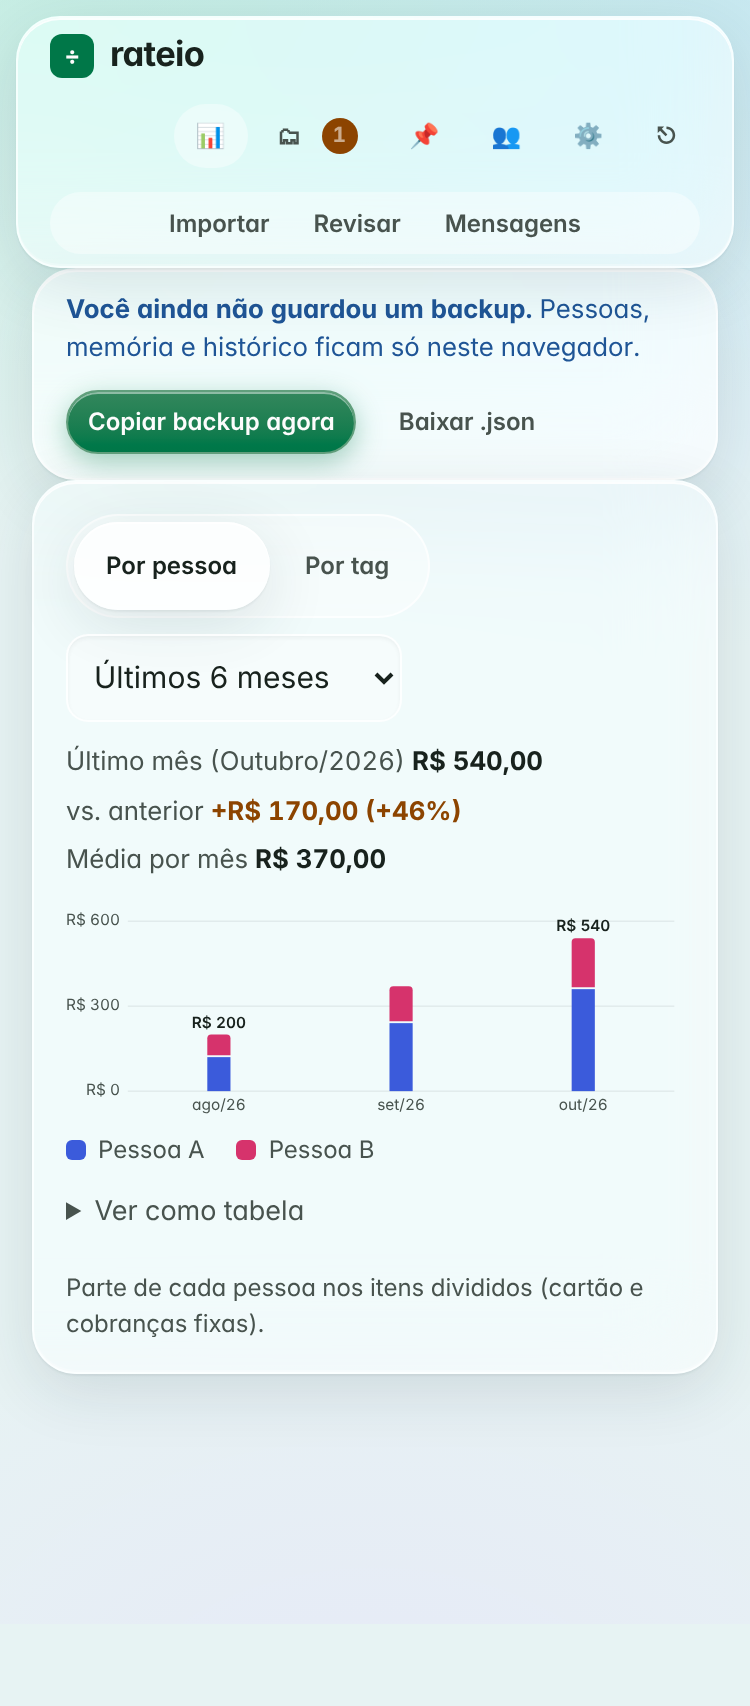 ÷ rateio
1
Importar Revisar Mensagens
Você ainda não guardou um backup. Pessoas,
memória e histórico ficam só neste navegador.
Copiar backup agora Baixar .json
Por pessoa Por tag
Últimos 6 meses
Último mês (Outubro/2026) R$ 540,00
vs. anterior +R$ 170,00 (+46%)
Média por mês R$ 370,00
R$ 600
R$ 540
R$ 300
R$ 200
R$ 0
ago/26 set/26 out/26
Pessoa A Pessoa B
Ver como tabela
Parte de cada pessoa nos itens divididos (cartão e
cobranças fixas).